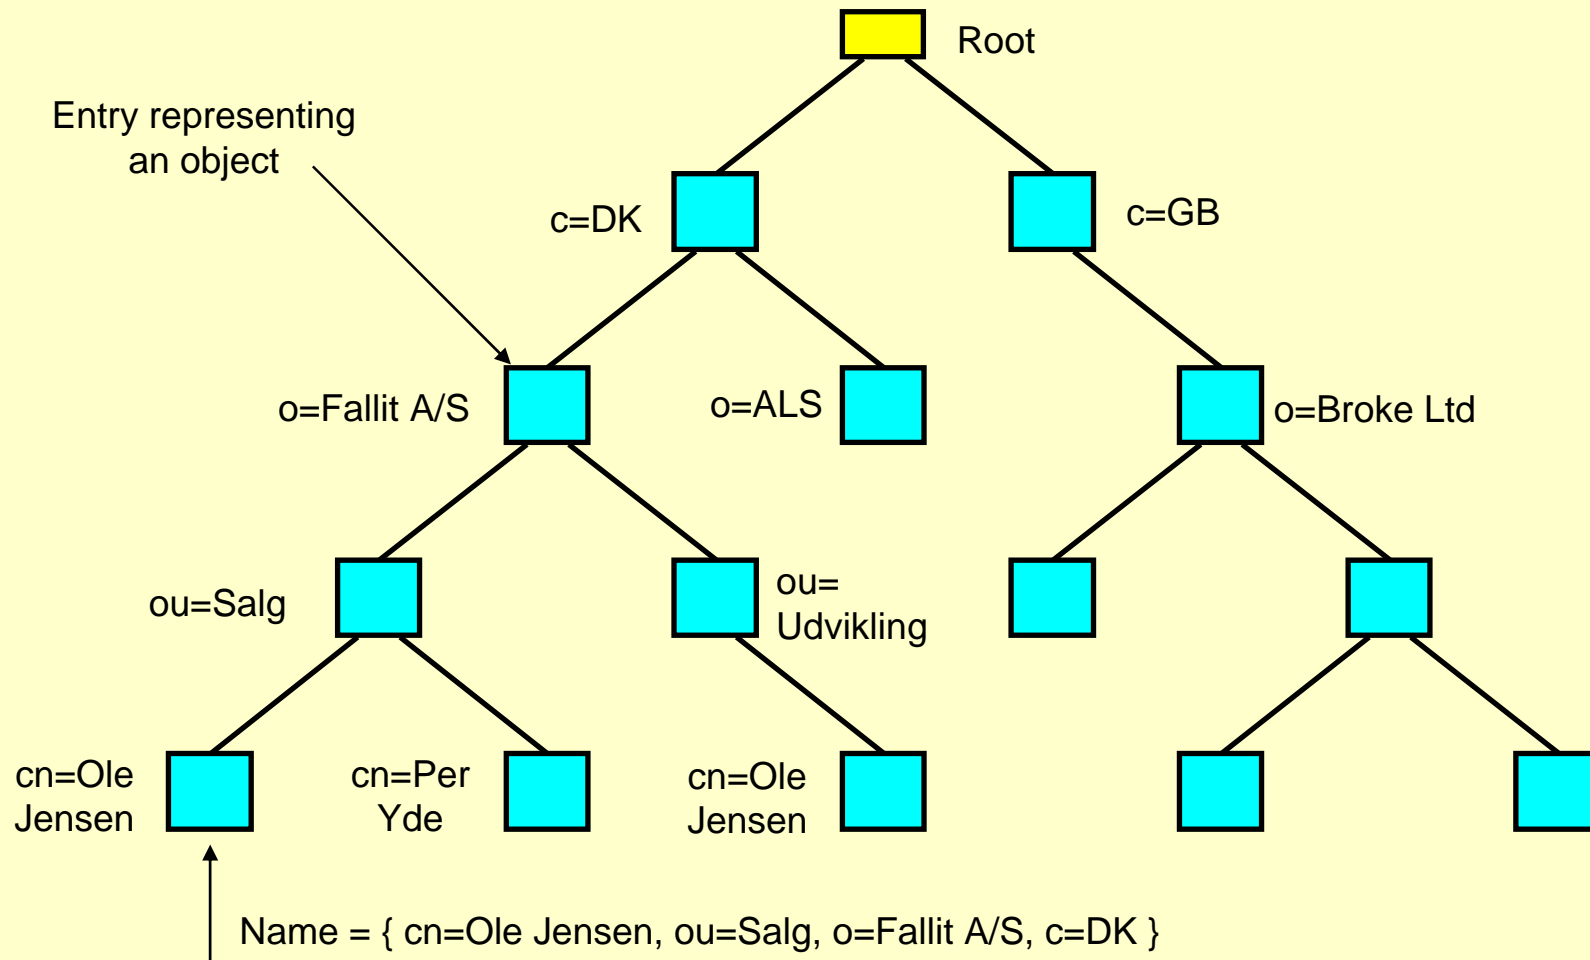 Root
Entry representing
an object
c=DK
c=GB
o=Fallit A/S
o=ALS
o=Broke Ltd
ou=Salg
ou=
Udvikling
cn=Ole
Jensen
cn=Per
Yde
cn=Ole
Jensen
Name = { cn=Ole Jensen, ou=Salg, o=Fallit A/S, c=DK }